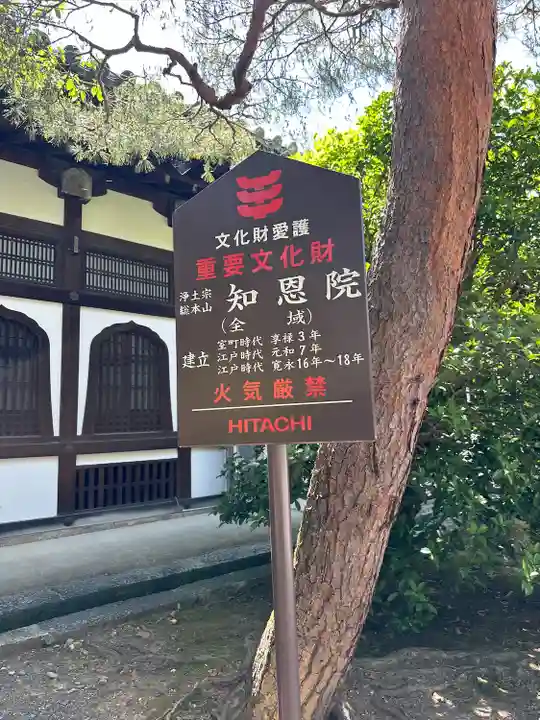 文化財愛護
重要文化財
浄土宗
総本山
知恩院
(全域)
建立
室町時代 享様3年
江戸時代 元和7年
江戸時代 寛永16年~18年
火気厳禁
HITACHI